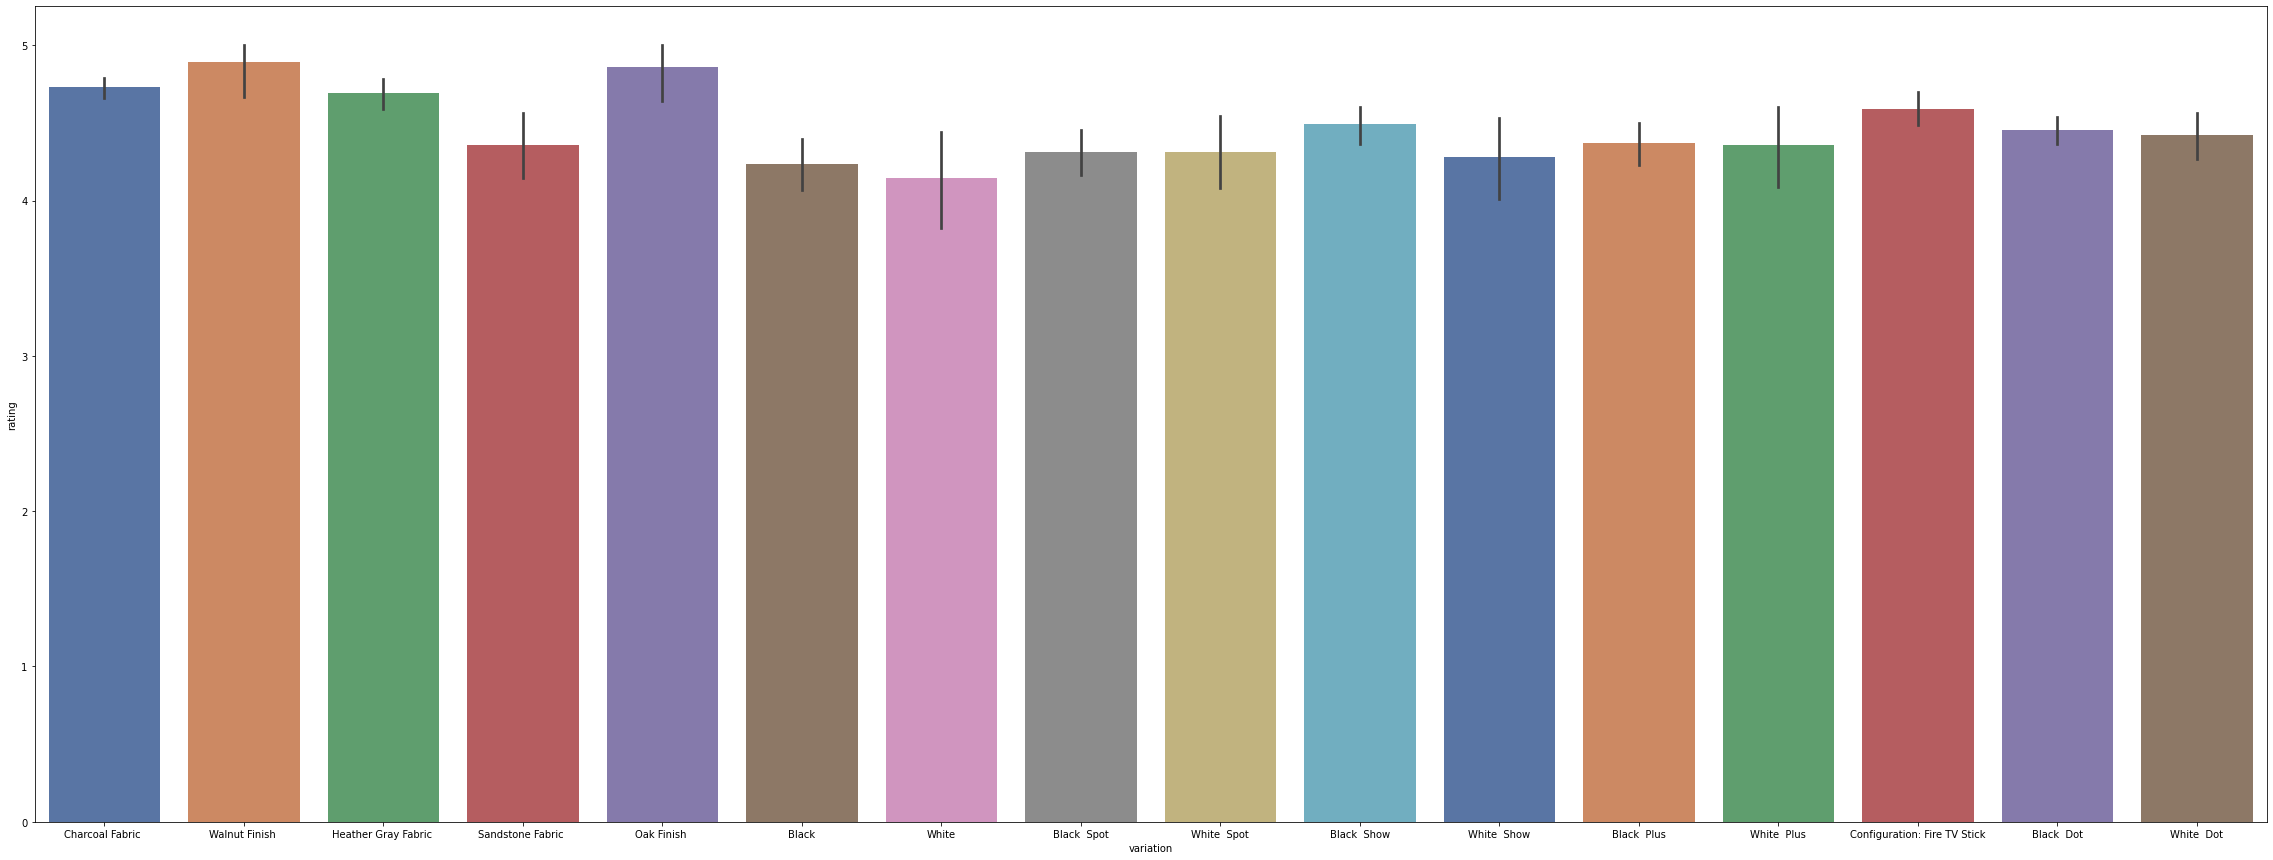 5
4
3
2
1
0
rating
Charcoal Fabric
Walnut Finish
Heather Gray Fabric
Sandstone Fabric
Oak Finish
Black
White
Black  Spot
White  Spot
Black  Show
White  Show
Black  Plus
White  Plus
Configuration: Fire TV Stick
Black  Dot
White  Dot
variation